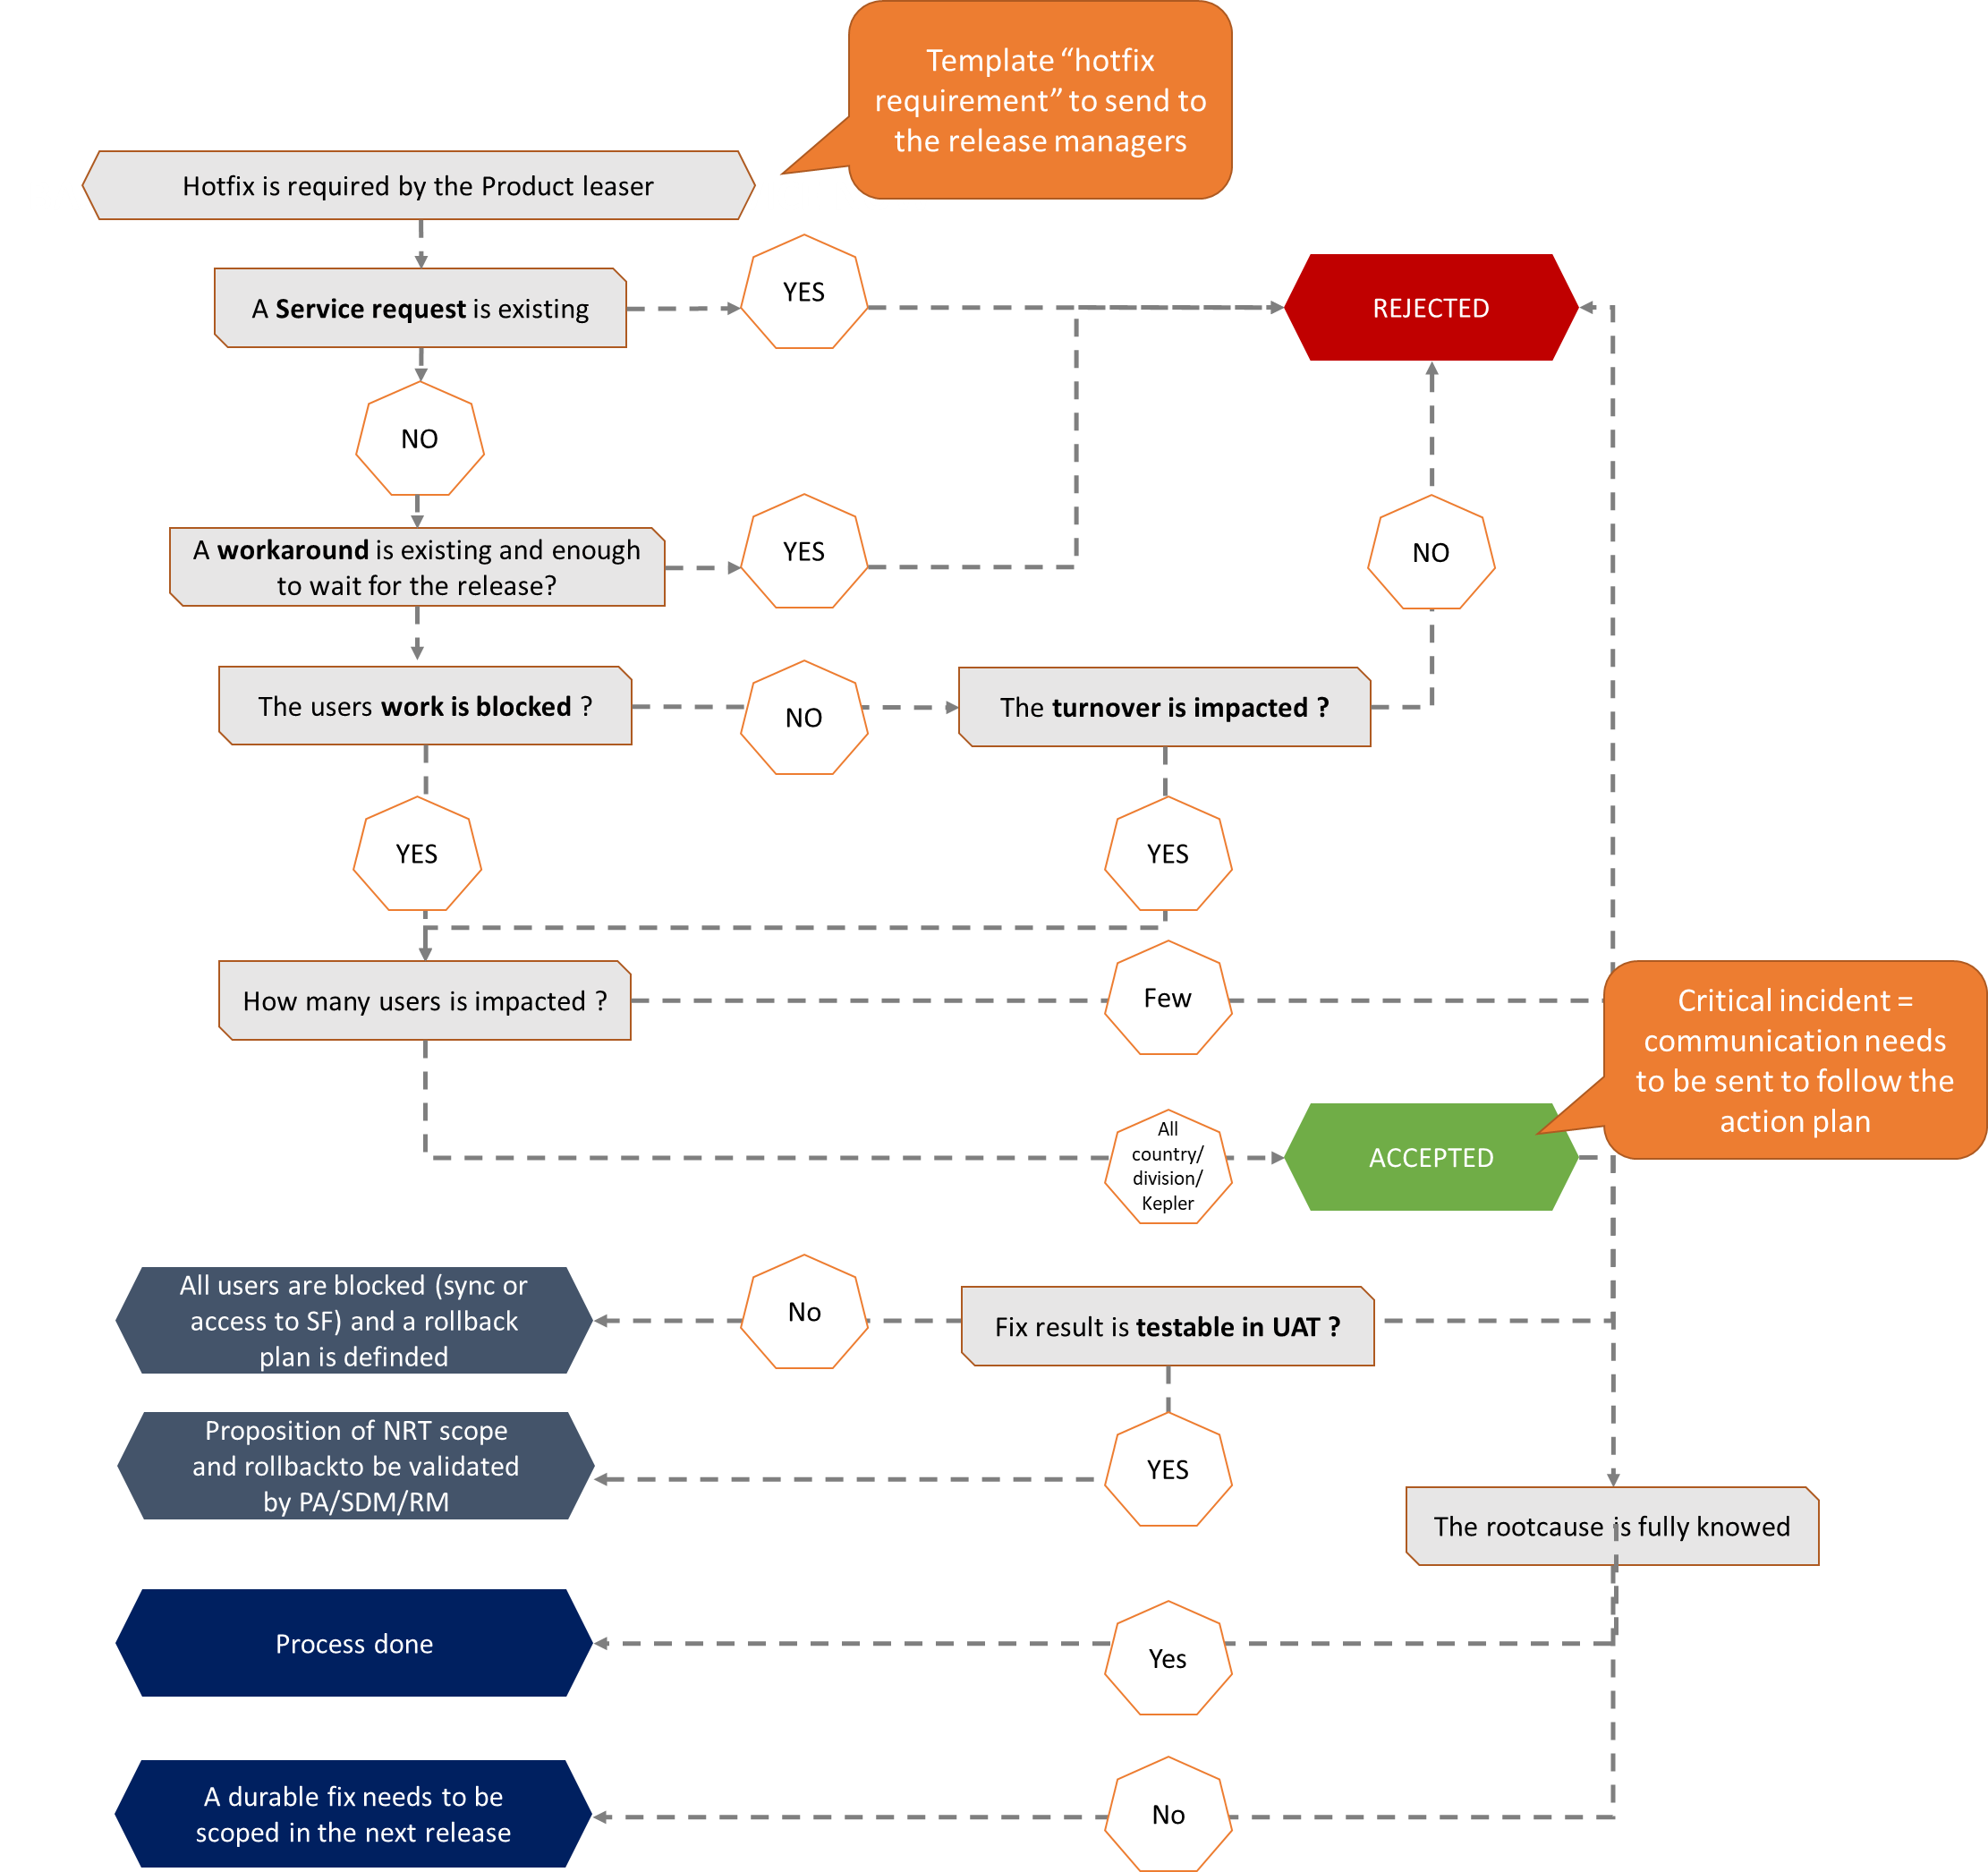 Template “hotfix
requirement” to send to
the release managers
Hotfix is required by the Product leaser
A Service request is existing
YES
REJECTED
NO
A workaround is existing and enough
to wait for the release?
YES
NO
The users work is blocked ?
NO
The turnover is impacted ?
YES
YES
How many users is impacted ?
Few
Critical incident =
communication needs
to be sent to follow the
action plan
All
country/
division/
Kepler
ACCEPTED
All users are blocked (sync or
access to SF) and a rollback
plan is definded
No
Fix result is testable in UAT ?
Proposition of NRT scope
and rollbackto be validated
by PA/SDM/RM
YES
The rootcause is fully knowed
Process done
Yes
A durable fix needs to be
scoped in the next release
No